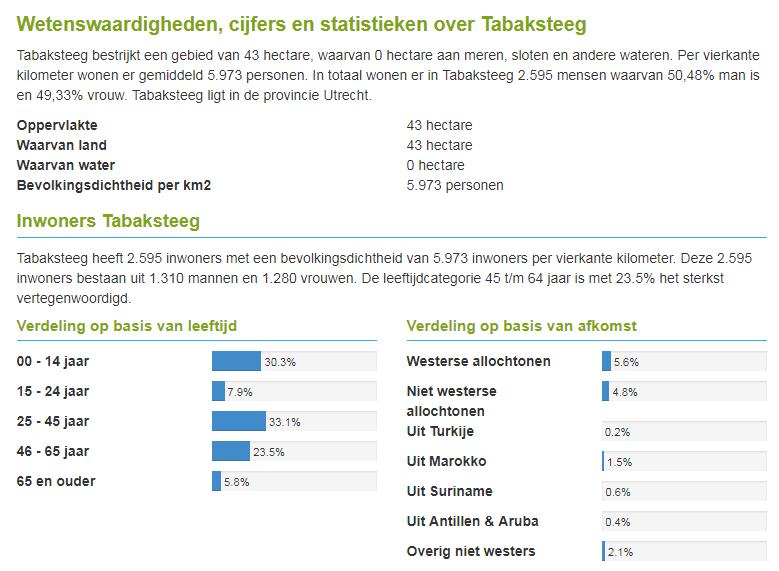 Wetenswaardigheden, cijfers en statistieken over Tabaksteeg
Tabaksteeg bestrijkt een gebied van 43 hectare, waarvan 0 hectare aan meren, sloten en andere wateren. Per vierkante
kilometer wonen er gemiddeld 5.973 personen. In totaal wonen er in Tabaksteeg 2.595 mensen waarvan 50,48% man is
en 49,33% vrouw. Tabaksteeg ligt in de provincie Utrecht.
Oppervlakte 43 hectare
Waarvan land 43 hectare
Waarvan water 0 hectare
Bevolkingsdichtheid per km2 5.973 personen
Inwoners Tabaksteeg
Tabaksteeg heeft 2.595 inwoners met een bevolkingsdichtheid van 5.973 inwoners per vierkante kilometer. Deze 2.595
inwoners bestaan uit 1.310 mannen en 1.280 vrouwen. De leeftijdcategorie 45 t/m 64 jaar is met 23.5% het sterkst
vertegenwoordigd.
Verdeling op basis van leeftijd
00 - 14 jaar 30.3%
15 - 24 jaar 7.9%
25 - 45 jaar 33.1%
46 - 65 jaar 23.5%
65 en ouder 5.8%
Verdeling op basis van afkomst
Westerse allochtonen 5.6%
Niet westerse 4.8%
allochtonen
Uit Turkije 0.2%
Uit Marokko 1.5%
Uit Suriname 0.6%
Uit Antillen & Aruba 0.4%
Overig niet westers 2.1%